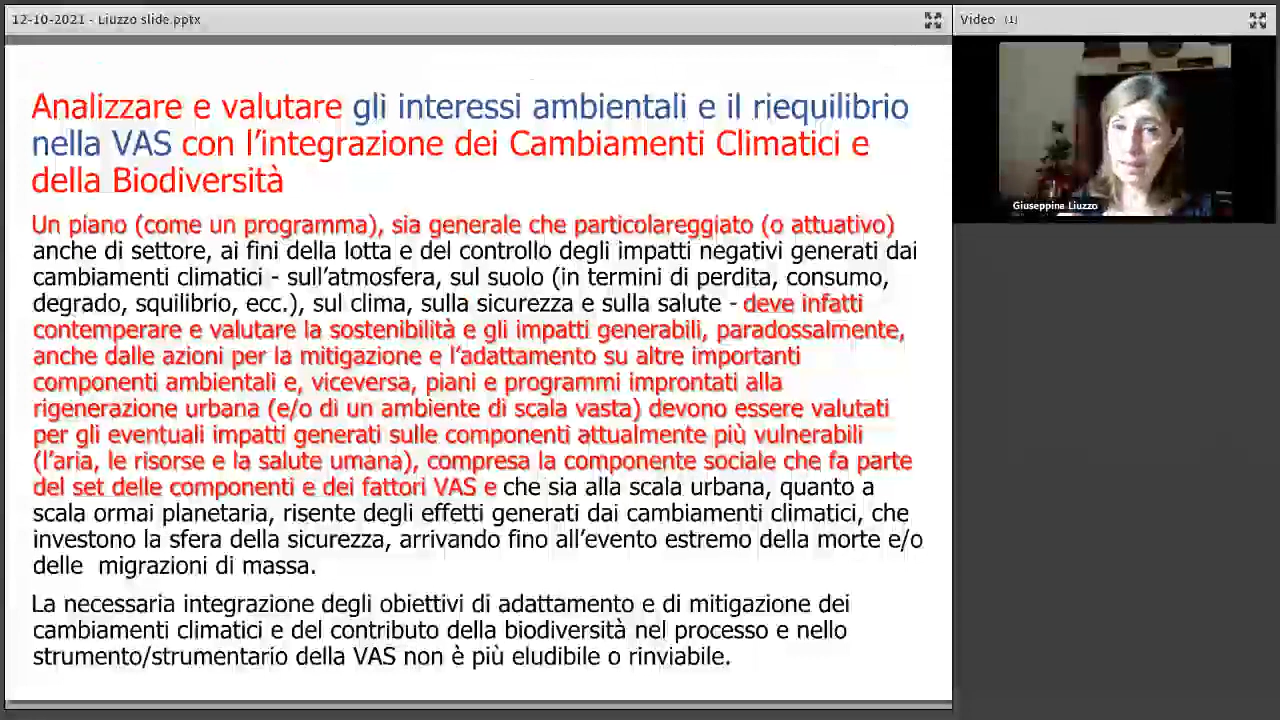 12-10-2021 - Liuzzo slide.pptx
Video (1)
Giuseppina Liuzzo
Analizzare e valutare gli interessi ambientali e il riequilibrio
nella VAS con l'integrazione dei Cambiamenti Climatici e
della Biodiversità
Un piano (come un programma), sia generale che particolareggiato (o attuativo)
anche di settore, ai fini della lotta e del controllo degli impatti negativi generati dai
cambiamenti climatici - sull'atmosfera, sul suolo (in termini di perdita, consumo,
degrado, squilibrio, ecc.), sul clima, sulla sicurezza e sulla salute - deve infatti
contemperare e valutare la sostenibilità e gli impatti generabili, paradossalmente,
anche dalle azioni per la mitigazione e l'adattamento su altre importanti
componenti ambientali e, viceversa, piani e programmi improntati alla
rigenerazione urbana (e/o di un ambiente di scala vasta) devono essere valutati
per gli eventuali impatti generati sulle componenti attualmente più vulnerabili
(l'aria, le risorse e la salute umana), compresa la componente sociale che fa parte
del set delle componenti e dei fattori VAS e che sia alla scala urbana, quanto a
scala ormai planetaria, risente degli effetti generati dai cambiamenti climatici, che
investono la sfera della sicurezza, arrivando fino all'evento estremo della morte e/o
delle  migrazioni di massa.
La necessaria integrazione degli obiettivi di adattamento e di mitigazione dei
cambiamenti climatici e del contributo della biodiversità nel processo e nello
strumento/strumentario della VAS non è più eludibile o rinviabile.